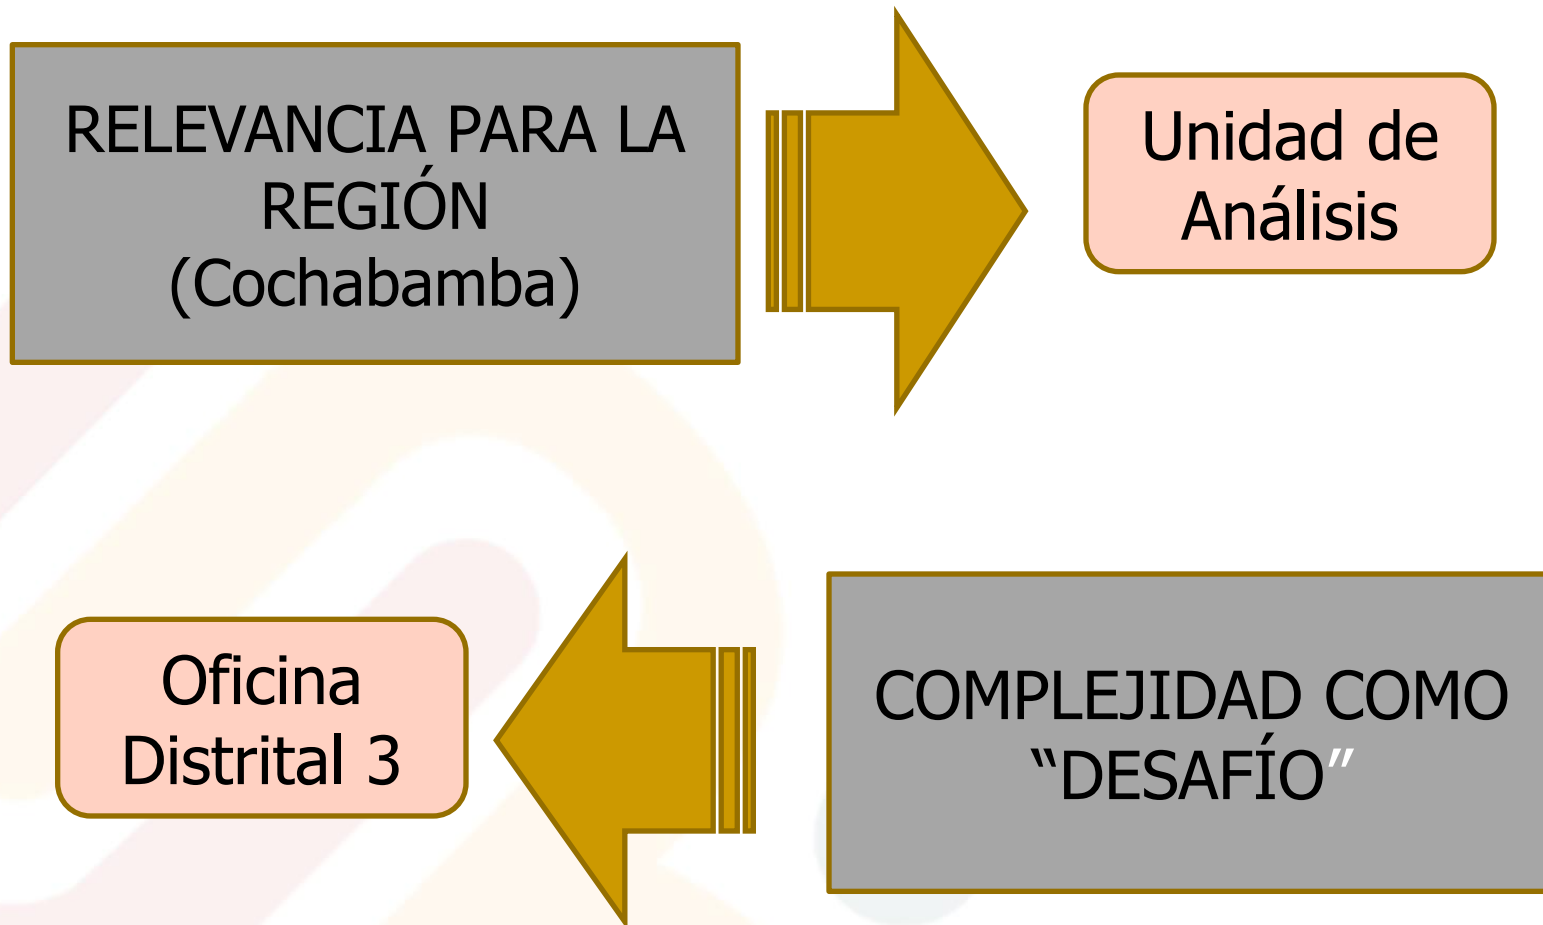 RELEVANCIA PARA LA
REGIÓN
(Cochabamba)
Unidad de
Análisis
Oficina
Distrital 3
COMPLEJIDAD COMO
“DESAFÍO”